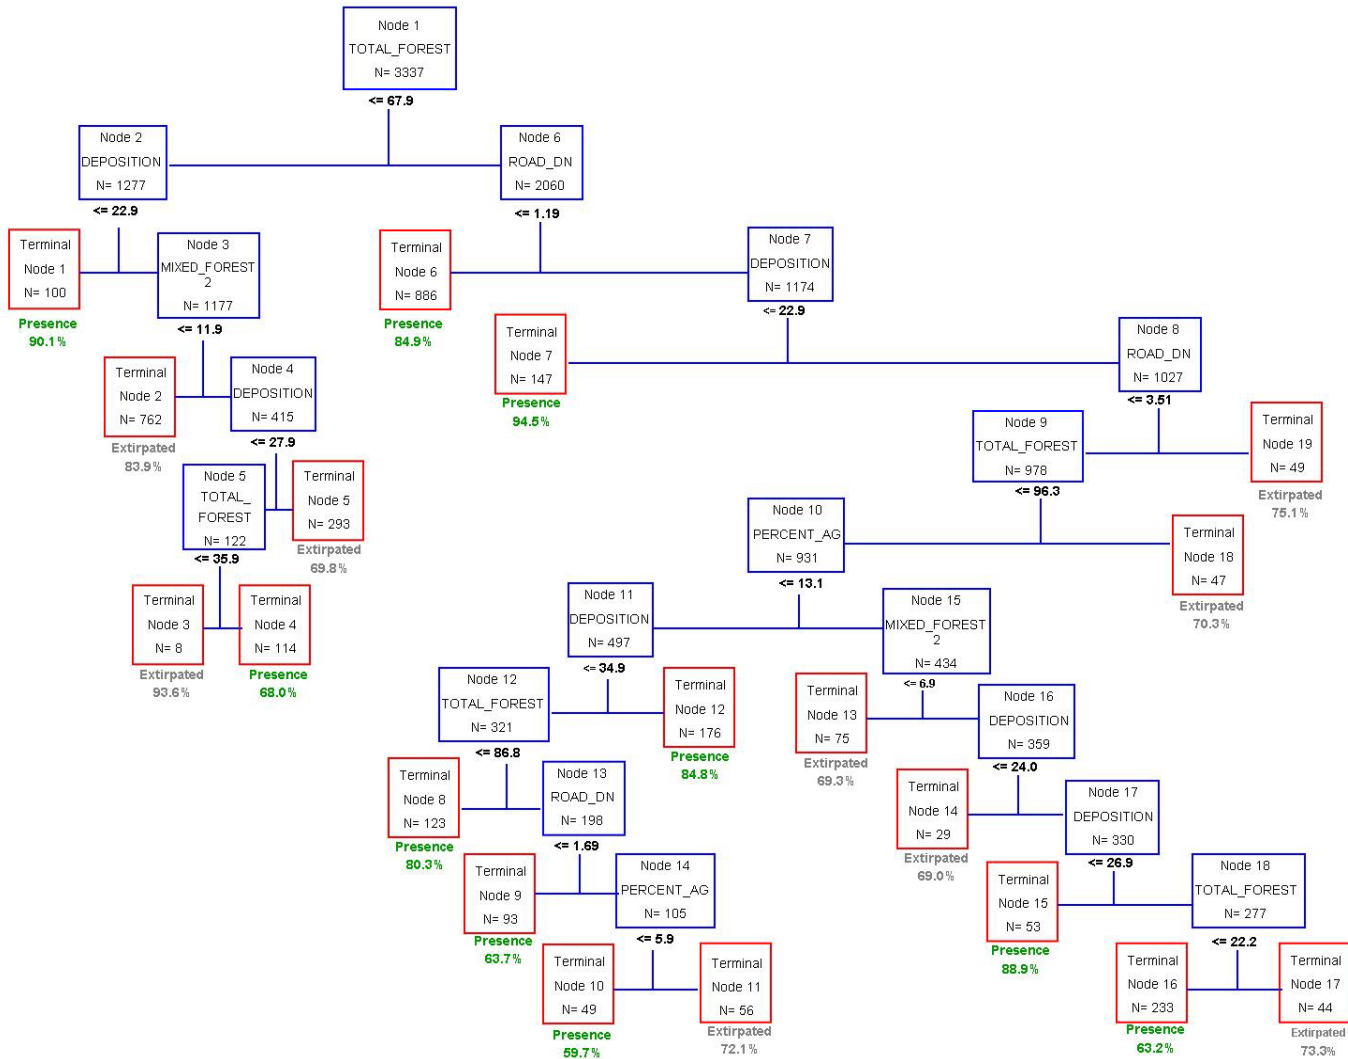 Node 1
TOTAL_FOREST
N= 3337
<= 67.9
Node 2
DEPOSITION
N= 1277
<= 22.9
Node 6
ROAD_DN
N= 2060
<= 1.19
Terminal
Node 1
N= 100
Presence
90.1%
Node 3
MIXED_FOREST
2
N= 1177
<= 11.9
Terminal
Node 6
N= 886
Presence
84.9%
Node 7
DEPOSITION
N= 1174
<= 22.9
Terminal
Node 2
N= 762
Extirpated
83.9%
Node 4
DEPOSITION
N= 415
<= 27.9
Terminal
Node 7
N= 147
Presence
94.5%
Node 8
ROAD_DN
N= 1027
<= 3.51
Node 5
TOTAL_
FOREST
N= 122
<= 35.9
Terminal
Node 5
N= 293
Extirpated
69.8%
Node 9
TOTAL_FOREST
N= 978
<= 96.3
Terminal
Node 19
N= 49
Extirpated
75.1%
Terminal
Node 3
N= 8
Extirpated
93.6%
Terminal
Node 4
N= 114
Presence
68.0%
Node 10
PERCENT_AG
N= 931
<= 13.1
Terminal
Node 18
N= 47
Extirpated
70.3%
Node 11
DEPOSITION
N= 497
<= 34.9
Node 15
MIXED_FOREST
2
N= 434
<= 6.9
Node 12
TOTAL_FOREST
N= 321
<= 86.8
Terminal
Node 12
N= 176
Presence
84.8%
Terminal
Node 13
N= 75
Extirpated
69.3%
Node 16
DEPOSITION
N= 359
<= 24.0
Terminal
Node 8
N= 123
Presence
80.3%
Node 13
ROAD_DN
N= 198
<= 1.69
Terminal
Node 14
N= 29
Extirpated
69.0%
Node 17
DEPOSITION
N= 330
<= 26.9
Terminal
Node 9
N= 93
Presence
63.7%
Node 14
PERCENT_AG
N= 105
<= 5.9
Terminal
Node 15
N= 53
Presence
88.9%
Node 18
TOTAL_FOREST
N= 277
<= 22.2
Terminal
Node 10
N= 49
Presence
59.7%
Terminal
Node 11
N= 56
Extirpated
72.1%
Terminal
Node 16
N= 233
Presence
63.2%
Terminal
Node 17
N= 44
Extirpated
73.3%